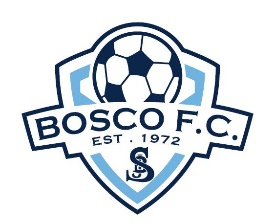 BOSCO F.C.
EST . 1972